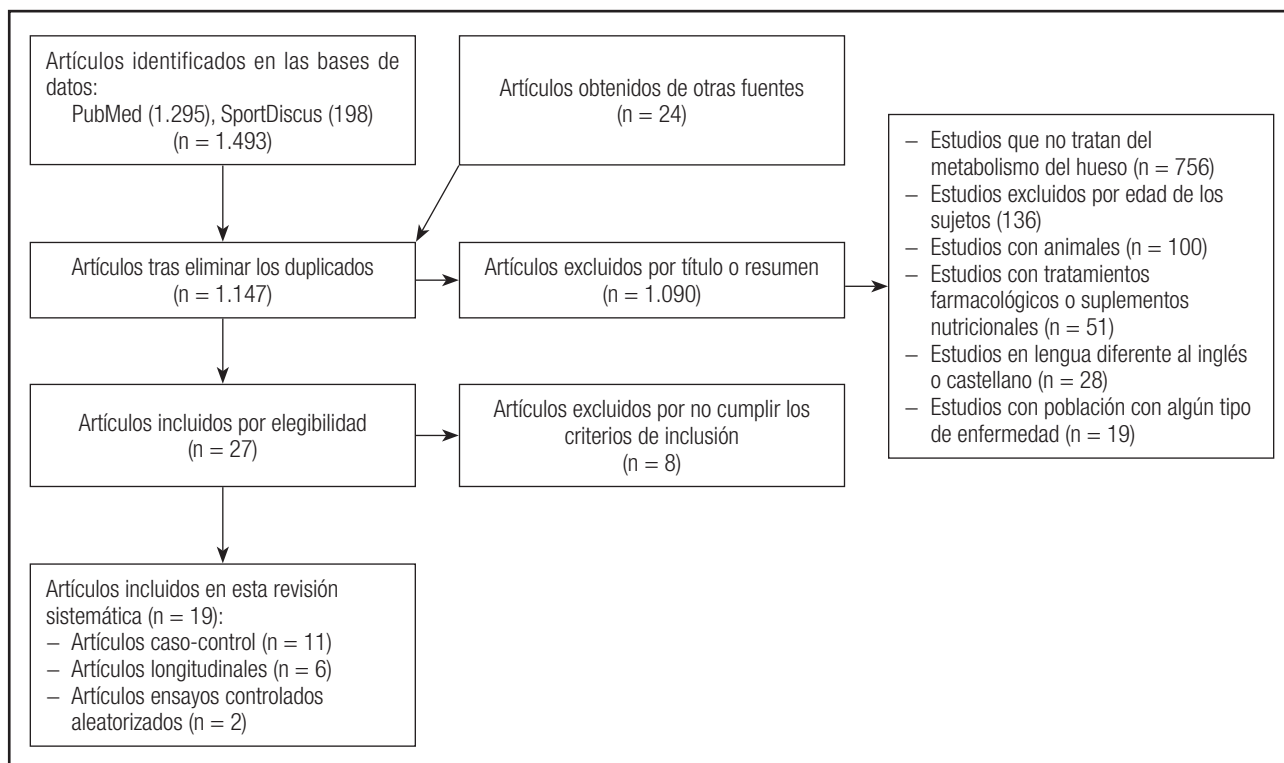 Artículos identificados en las bases de
datos:
PubMed (1.295), SportDiscus (198)
(n = 1.493)
Artículos obtenidos de otras fuentes
(n = 24)
Artículos tras eliminar los duplicados
(n = 1.147)
Artículos excluidos por título o resumen
(n = 1.090)
– Estudios que no tratan del
metabolismo del hueso (n = 756)
– Estudios excluidos por edad de los
sujetos (136)
– Estudios con animales (n = 100)
– Estudios con tratamientos
farmacológicos o suplementos
nutricionales (n = 51)
– Estudios en lengua diferente al inglés
o castellano (n = 28)
– Estudios con población con algún tipo
de enfermedad (n = 19)
Artículos incluidos por elegibilidad
(n = 27)
Artículos excluidos por no cumplir los
criterios de inclusión
(n = 8)
Artículos incluidos en esta revisión
sistemática (n = 19):
– Artículos caso-control (n = 11)
– Artículos longitudinales (n = 6)
– Artículos ensayos controlados
aleatorizados (n = 2)